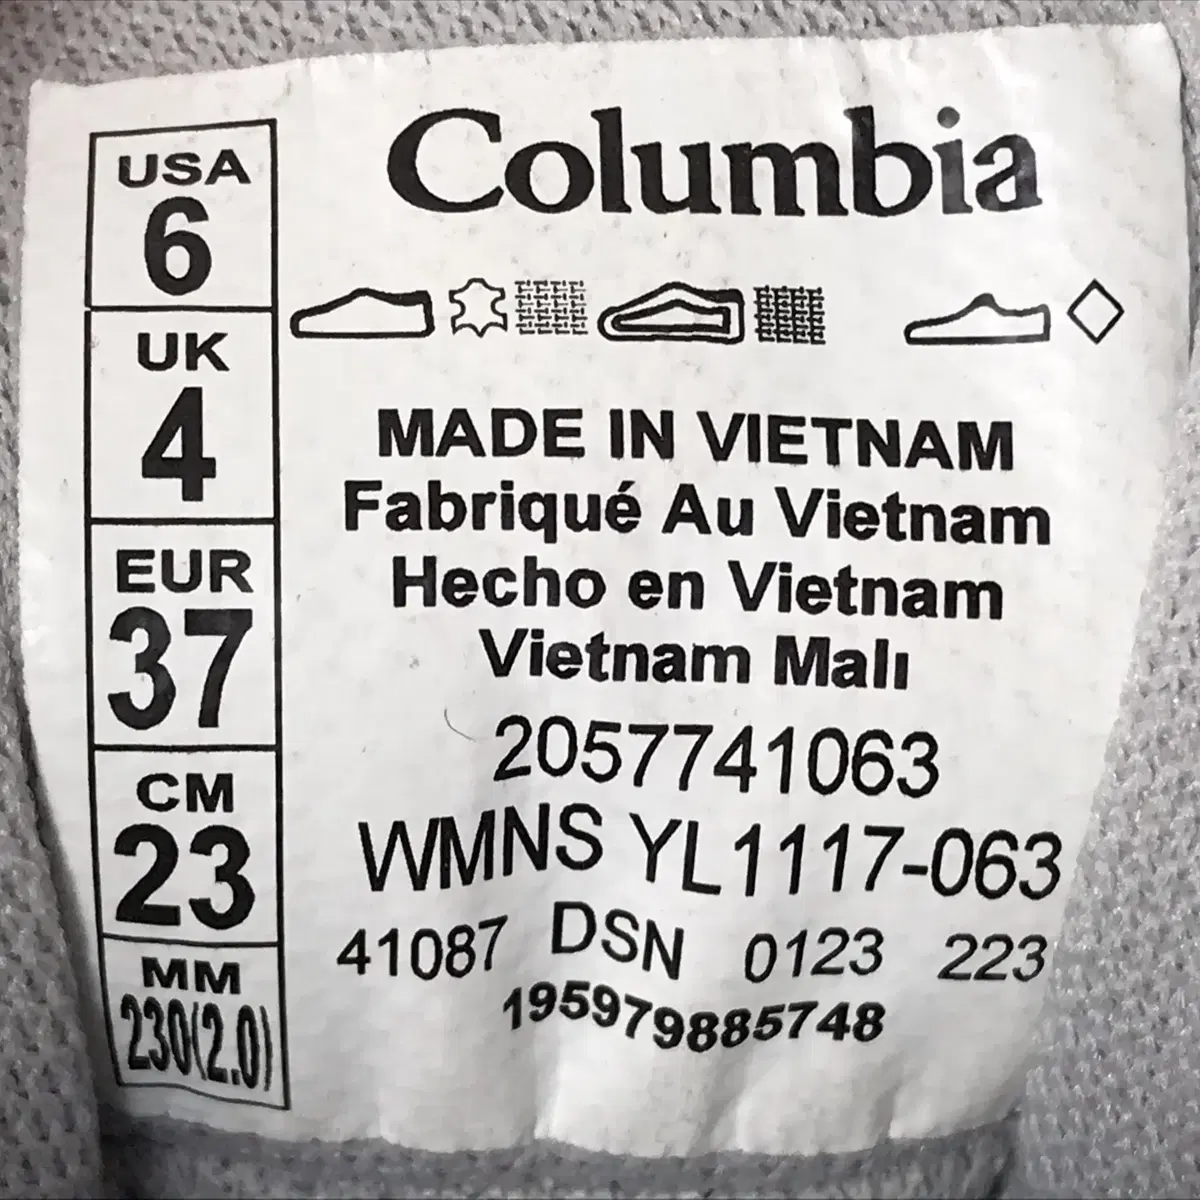 Columbia
USA
6
UK
4
EUR
37
CM
23
MM
230(2.0)
MADE IN VIETNAM
Fabriqué Au Vietnam
Hecho en Vietnam
Vietnam Malı
2057741063
WMNS YL1117-063
41087 DSN 0123 223
195979885748